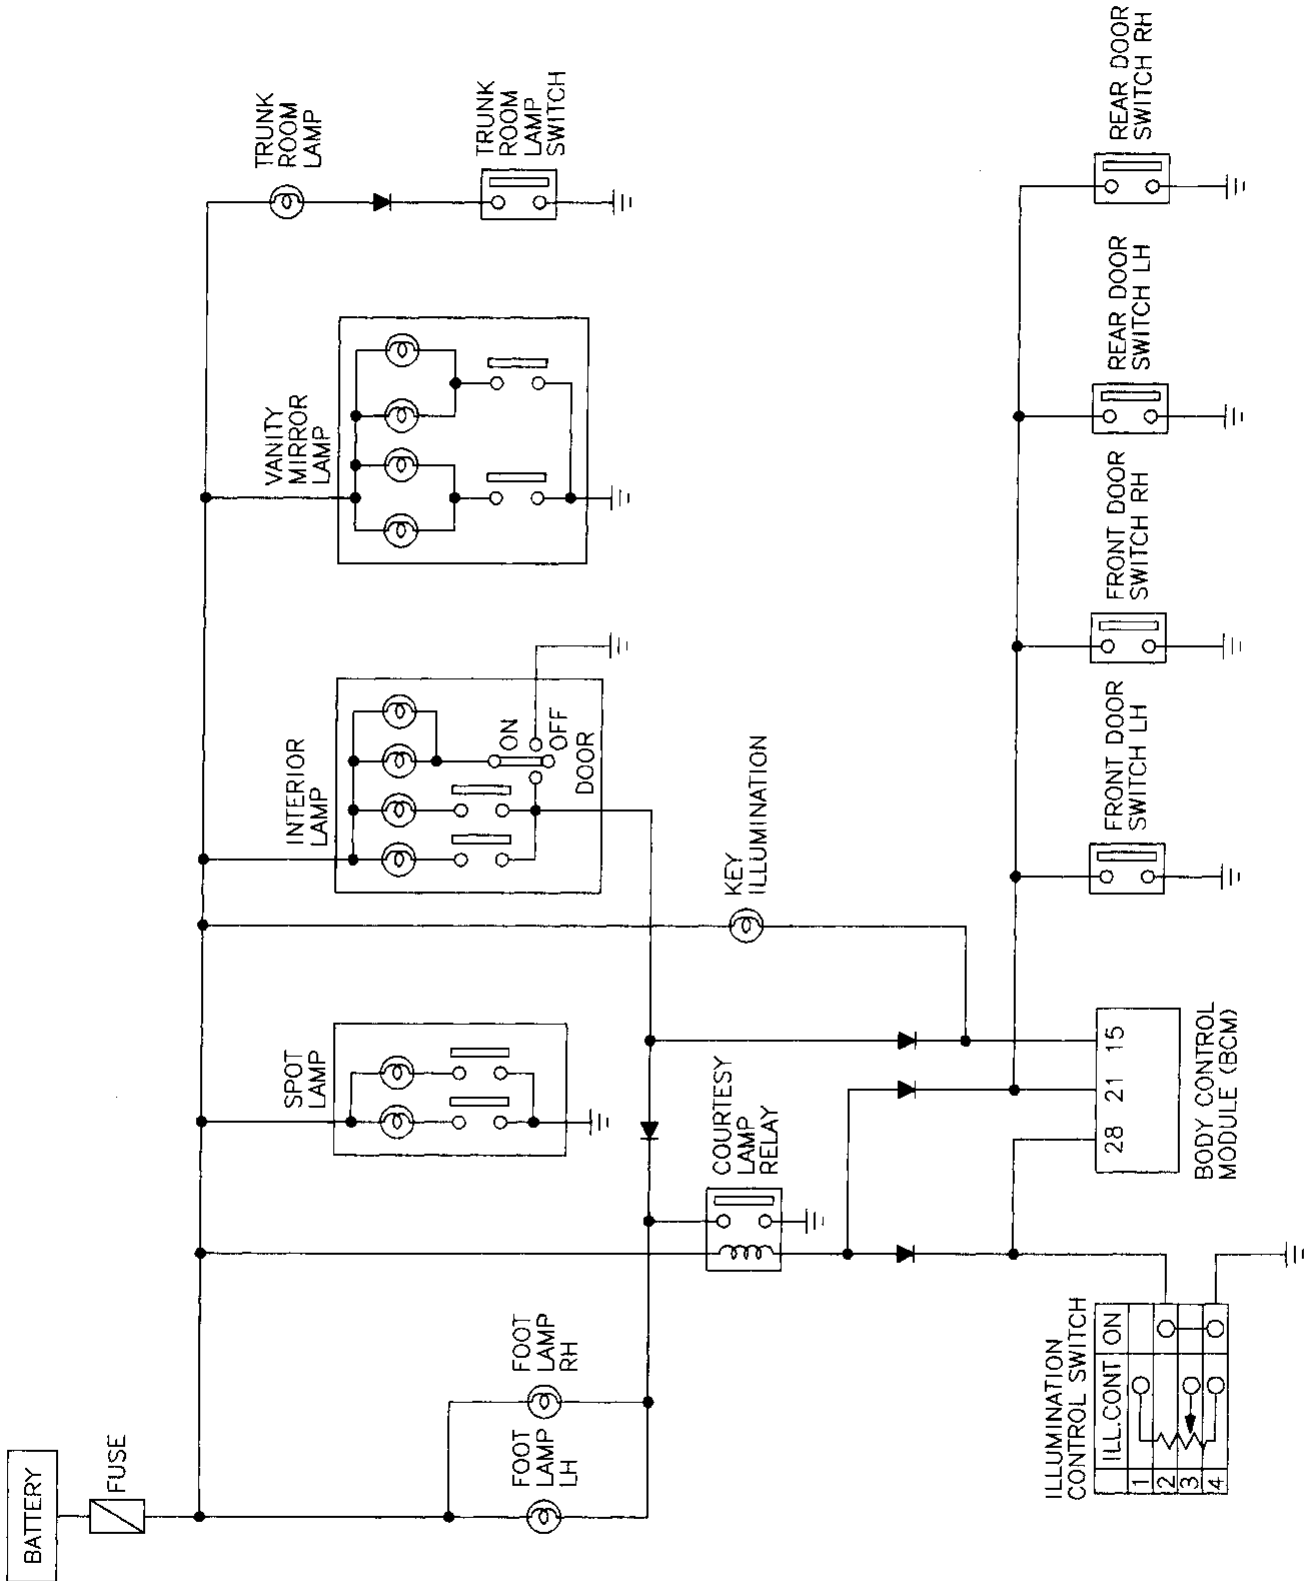 BATTERY
FUSE
FOOT
LAMP
LH
FOOT
LAMP
RH
SPOT
LAMP
INTERIOR
LAMP
ON
OFF
DOOR
VANITY
MIRROR
LAMP
TRUNK
ROOM
LAMP
TRUNK
ROOM
LAMP
SWITCH
COURTESY
LAMP
RELAY
KEY
ILLUMINATION
ILLUMINATION
CONTROL SWITCH
ILL.CONT ON
1
2
3
4
28 21 15
BODY CONTROL
MODULE (BCM)
FRONT DOOR
SWITCH LH
FRONT DOOR
SWITCH RH
REAR DOOR
SWITCH LH
REAR DOOR
SWITCH RH